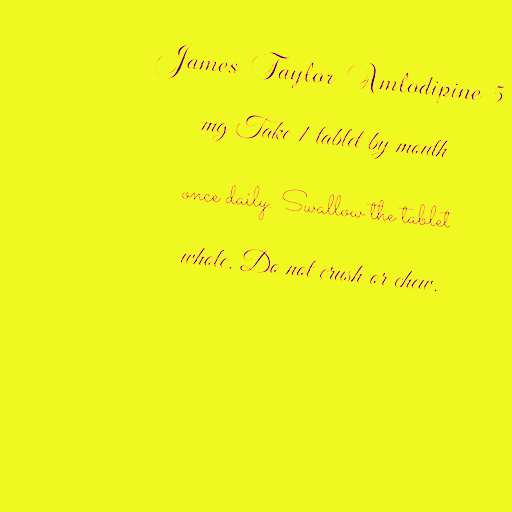 James Taylor Amlodipine 5
mg Take 1 tablet by mouth
once daily. Swallow the tablet
whole. Do not crush or chew.